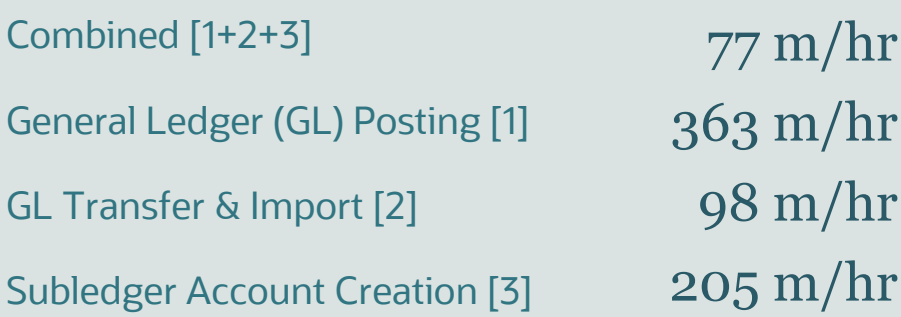 Combined [1+2+3] 77 m/hr
General Ledger (GL) Posting [1] 363 m/hr
GL Transfer & Import [2] 98 m/hr
Subledger Account Creation [3] 205 m/hr